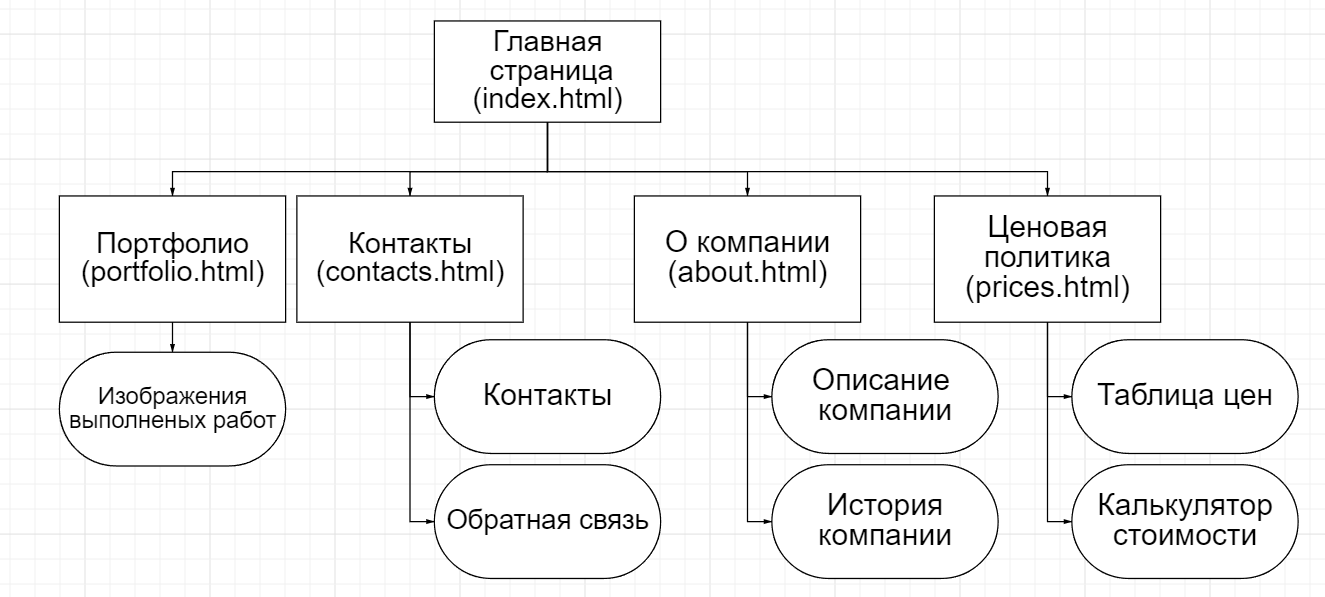 Главная
страница
(index.html)
Портфолио
(portfolio.html)
Контакты
(contacts.html)
О компании
(about.html)
Ценовая
политика
(prices.html)
Изображения
выполненых работ
Контакты
Обратная связь
Описание
компании
История
компании
Таблица цен
Калькулятор
стоимости